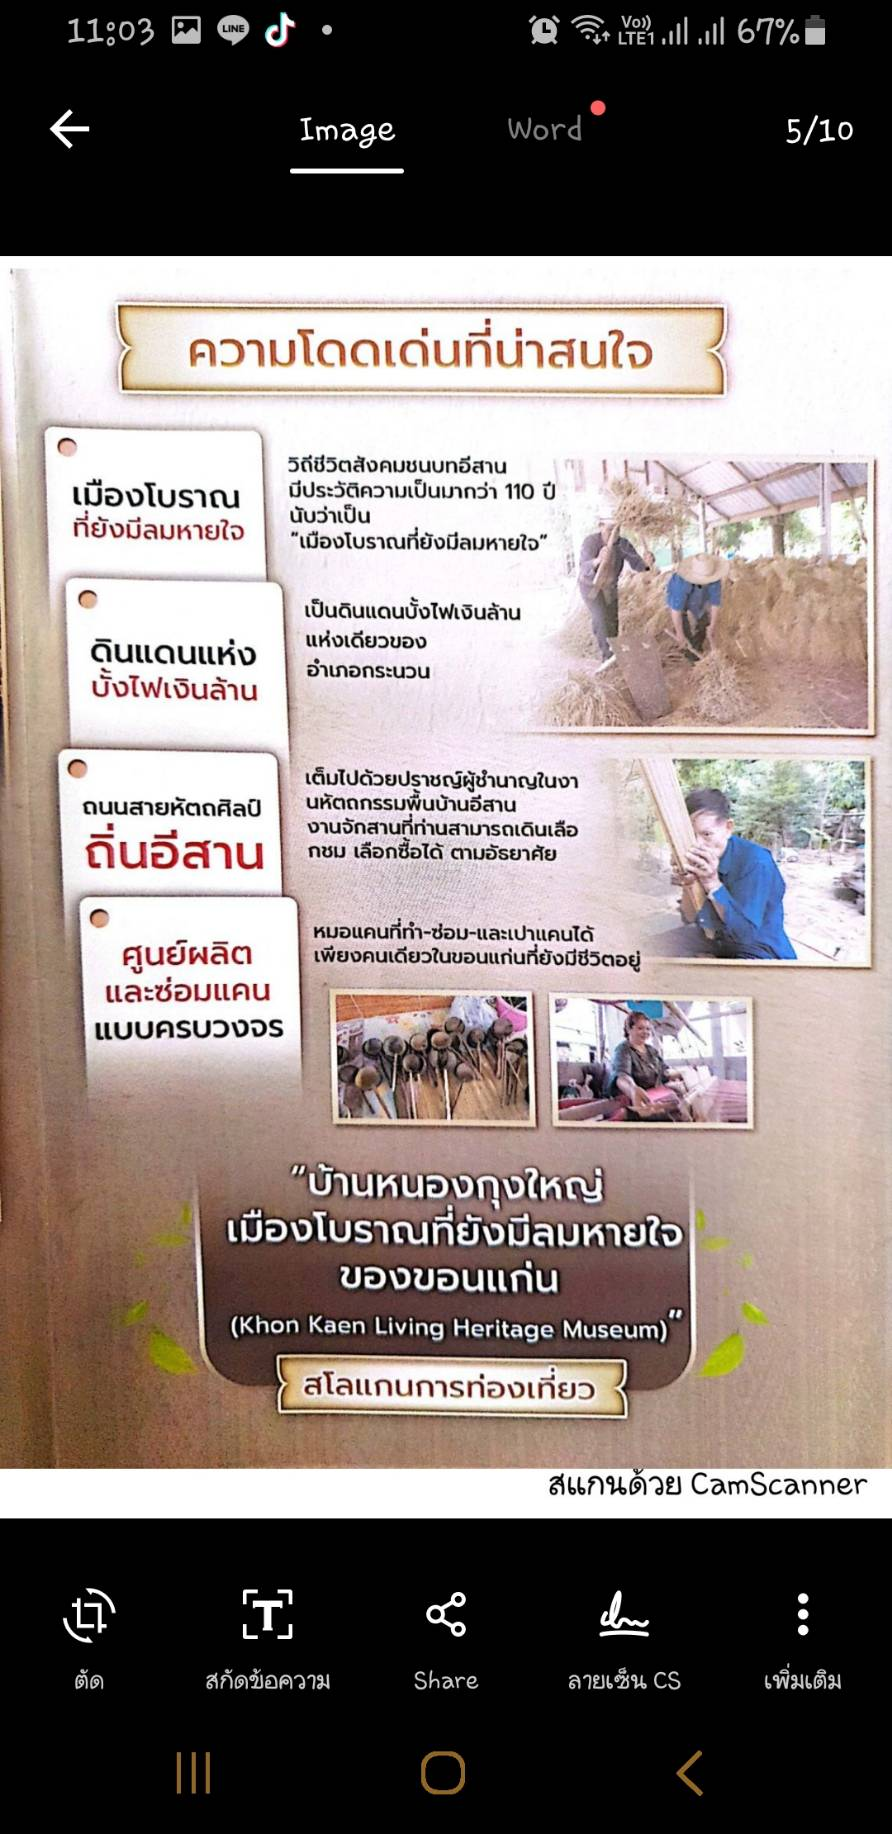 11:03
LINE
Vo))
LTE1
67%
Image
Word
5/10
ความโดดเด่นที่น่าสนใจ
เมืองโบราณ
ที่ยังมีลมหายใจ
วิถีชีวิตสังคมชนบทอีสาน
มีประวัติความเป็นมากว่า 110 ปี
นับว่าเป็น
"เมืองโบราณที่ยังมีลมหายใจ"
ดินแดนแห่ง
บั้งไฟเงินล้าน
เป็นดินแดนบั้งไฟเงินล้าน
แห่งเดียวของ
อำเภอกระนวน
ถนนสายหัตถศิลป์
ถิ่นอีสาน
เต็มไปด้วยปราชญ์ผู้ชำนาญในงา
นหัตถกรรมพื้นบ้านอีสาน
งานจักสานที่ท่านสามารถเดินเลือ
กชม เลือกซื้อได้ ตามอัธยาศัย
ศูนย์ผลิต
และซ่อมแคน
แบบครบวงจร
หมอแคนที่ทำ-ซ่อม-และเปาแคนได้
เพียงคนเดียวในขอนแก่นที่ยังมีชีวิตอยู่
"บ้านหนองกุงใหญ่
เมืองโบราณที่ยังมีลมหายใจ
ของขอนแก่น
(Khon Kaen Living Heritage Museum)"
สโลแกนการท่องเที่ยว
สแกนด้วย CamScanner
T
ตัด
สกัดข้อความ
Share
ลายเซ็น CS
เพิ่มเติม